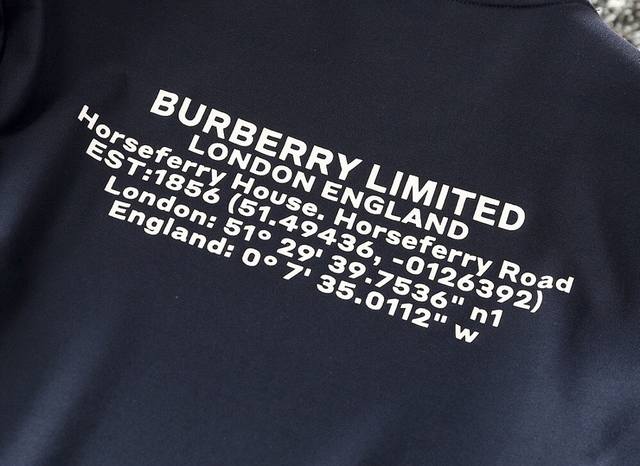 BURBERRY LIMITED
LONDON ENGLAND
Horseferry House. Horseferry Road
EST:1856 (51.49436, -0126392)
London: 51° 29' 39.7536" n1
England: 0° 7' 35.0112" w